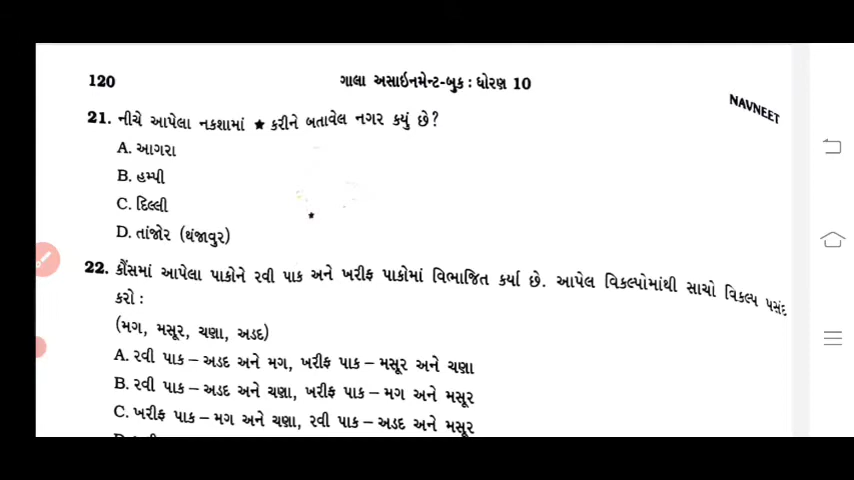 120
ગાલા અસાઇનમેન્ટ-બુક : ધોરણ 10
NAVNEET
21. નીચે આપેલા નકશામાં ★ કરીને બતાવેલ નગર કયું છે?
A. આગરા
B. હમ્પી
C. દિલ્લી
D. તાંજોર (થંજાવુર)
22. કૌંસમાં આપેલા પાકોને રવી પાક અને ખરીફ પાકોમાં વિભાજિત કર્યા છે. આપેલ વિકલ્પોમાંથી સાચો વિકલ્પ પસંદ
કરો :
(મગ, મસૂર, ચણા, અડદ)
A. રવી પાક – અડદ અને મગ, ખરીફ પાક – મસૂર અને ચણા
B. રવી પાક – અડદ અને ચણા, ખરીફ પાક – મગ અને મસૂર
C. ખરીફ પાક – મગ અને ચણા, રવી પાક – અડદ અને મસૂર